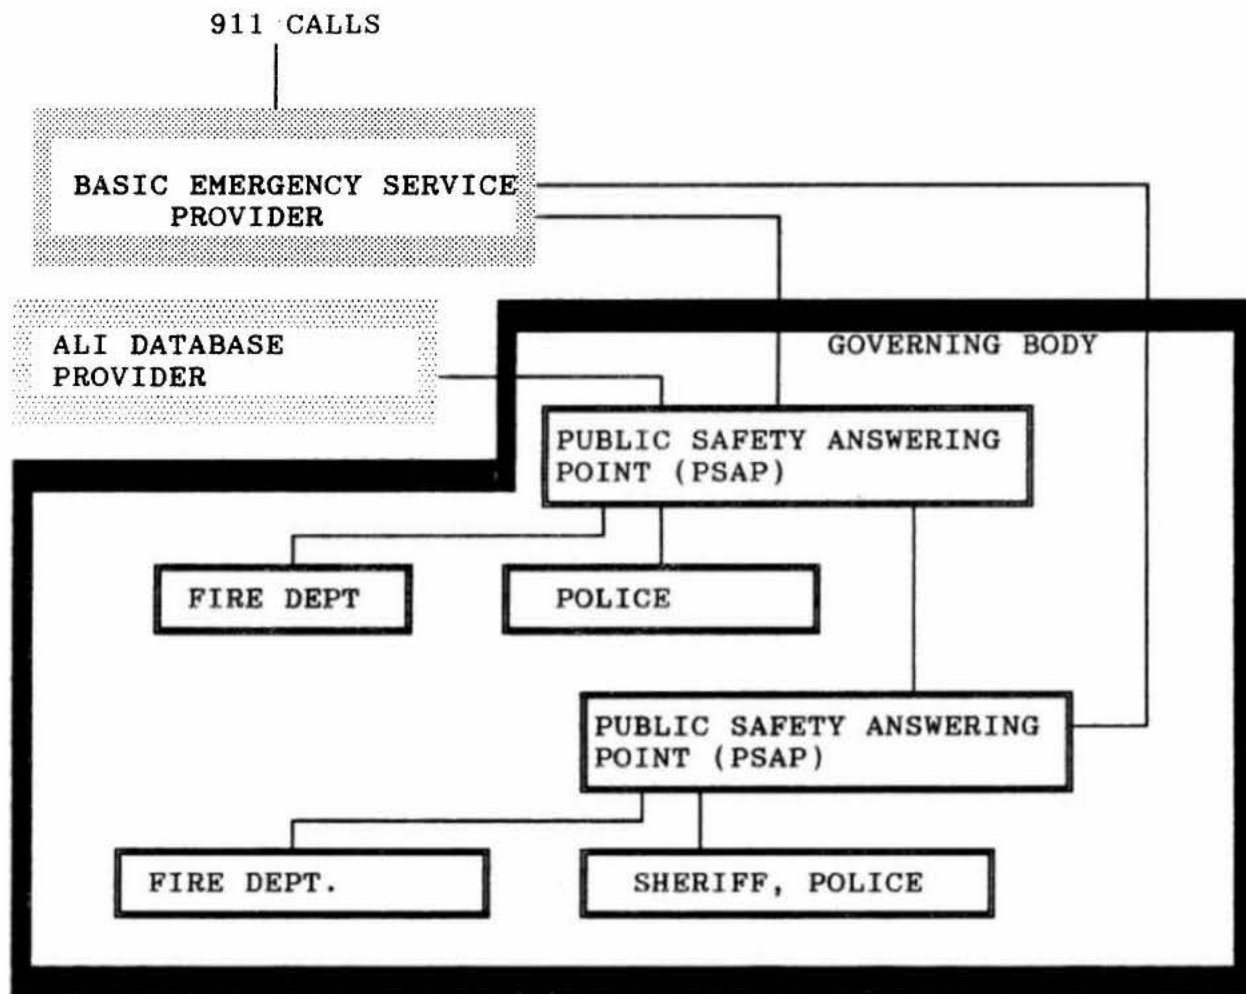 911 CALLS
BASIC EMERGENCY SERVICE
PROVIDER
ALI DATABASE
PROVIDER
GOVERNING BODY
PUBLIC SAFETY ANSWERING
POINT (PSAP)
FIRE DEPT
POLICE
PUBLIC SAFETY ANSWERING
POINT (PSAP)
FIRE DEPT.
SHERIFF, POLICE